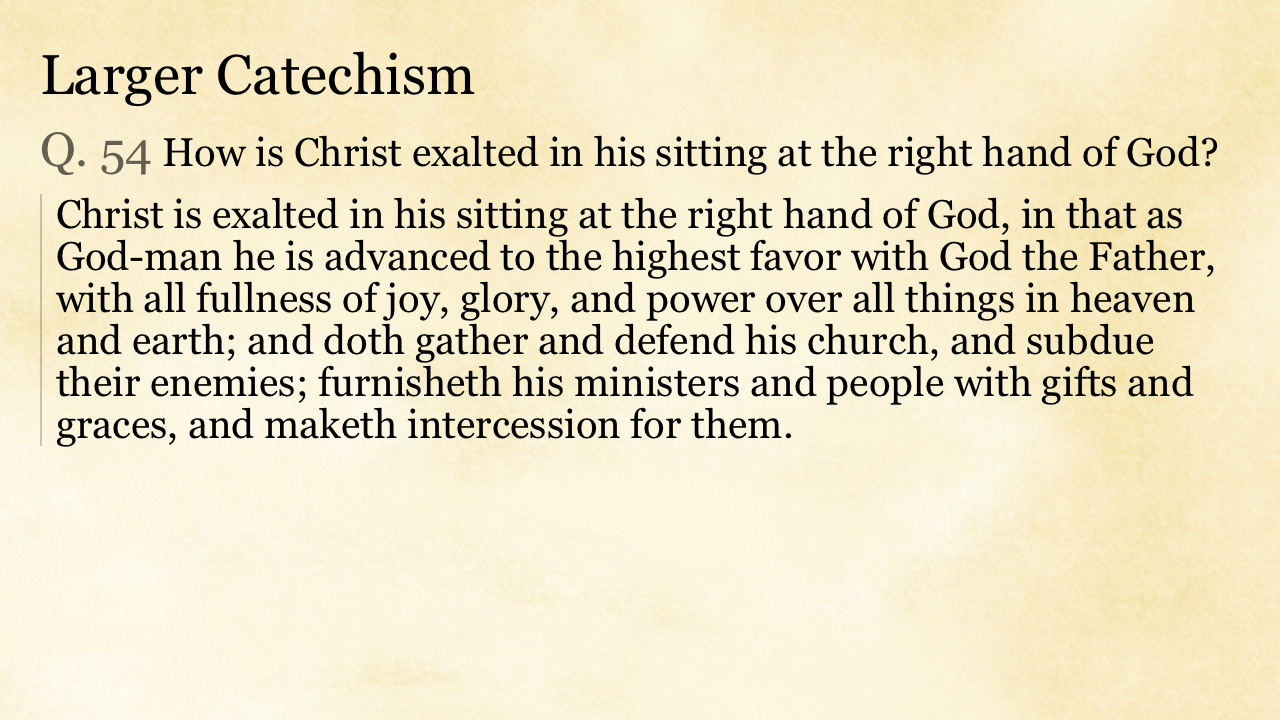 Larger Catechism
Q. 54 How is Christ exalted in his sitting at the right hand of God?
Christ is exalted in his sitting at the right hand of God, in that as
God-man he is advanced to the highest favor with God the Father,
with all fullness of joy, glory, and power over all things in heaven
and earth; and doth gather and defend his church, and subdue
their enemies; furnisheth his ministers and people with gifts and
graces, and maketh intercession for them.